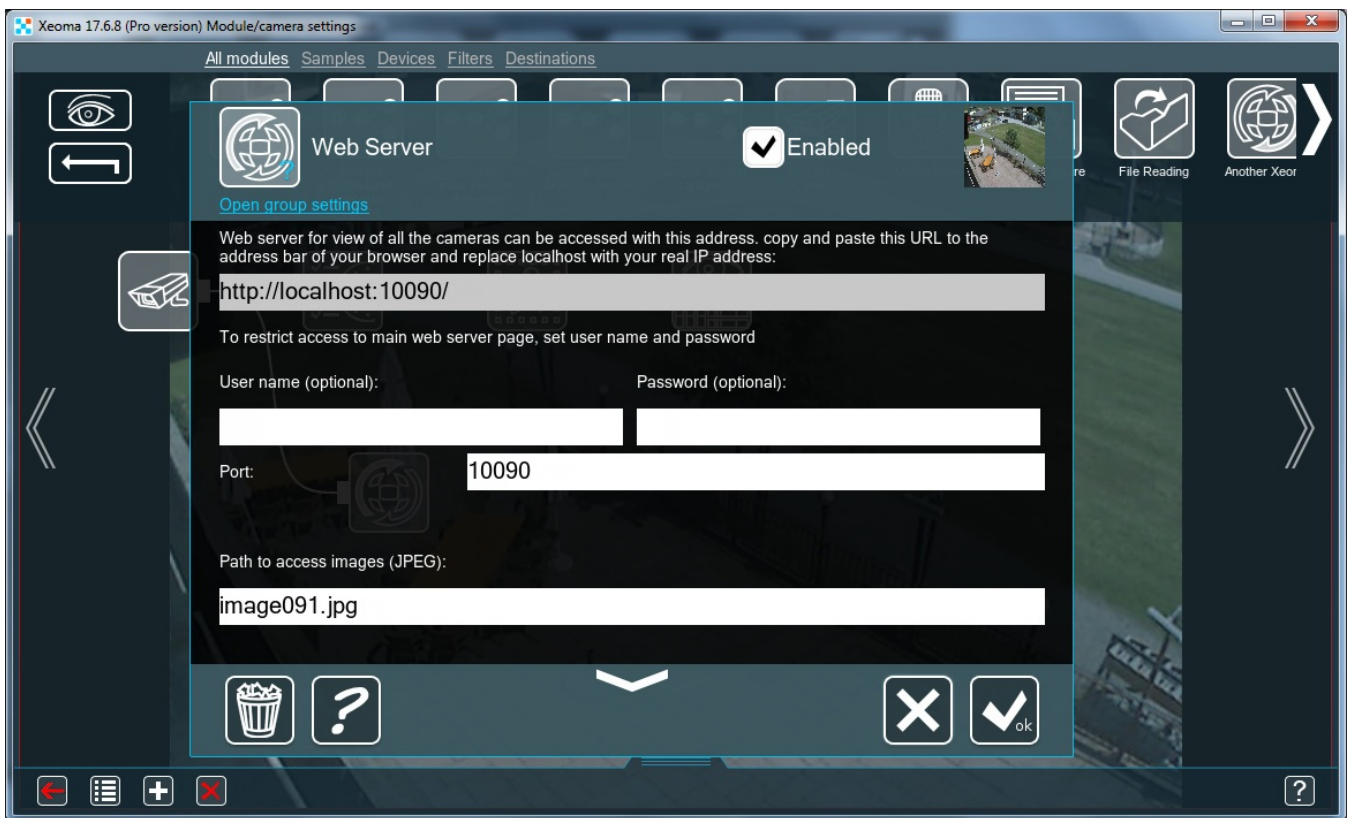 Xeoma 17.6.8 (Pro version) Module/camera settings
All modules Samples Devices Filters Destinations
Web Server
Enabled
re
File Reading
Another Xeor
Open group settings
Web server for view of all the cameras can be accessed with this address. copy and paste this URL to the
address bar of your browser and replace localhost with your real IP address:
http://localhost:10090/
To restrict access to main web server page, set user name and password
User name (optional):
Password (optional):
Port:
10090
Path to access images (JPEG):
image091.jpg
ok